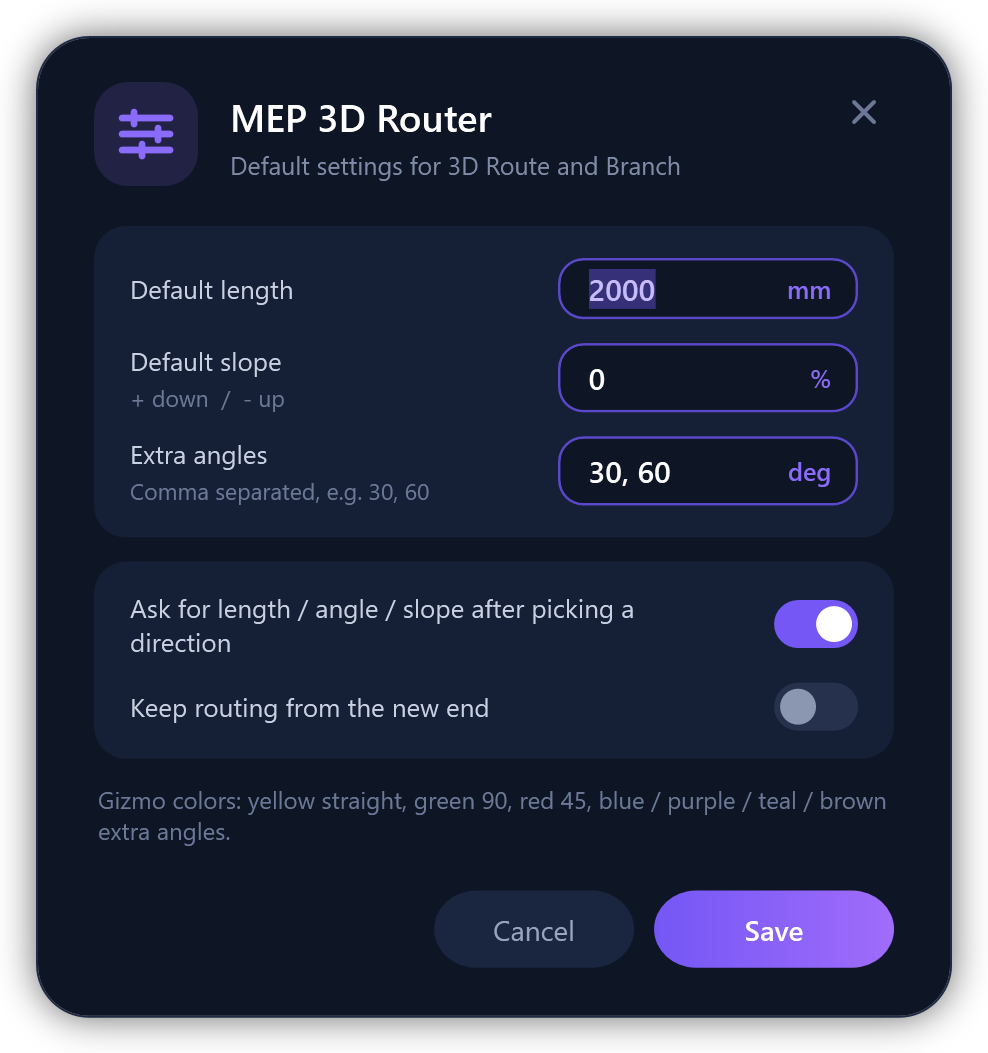 MEP 3D Router
Default settings for 3D Route and Branch
Default length
2000 mm
Default slope
+ down / - up
0 %
Extra angles
Comma separated, e.g. 30, 60
30, 60 deg
Ask for length / angle / slope after picking a
direction
Keep routing from the new end
Gizmo colors: yellow straight, green 90, red 45, blue / purple / teal / brown
extra angles.
Cancel
Save